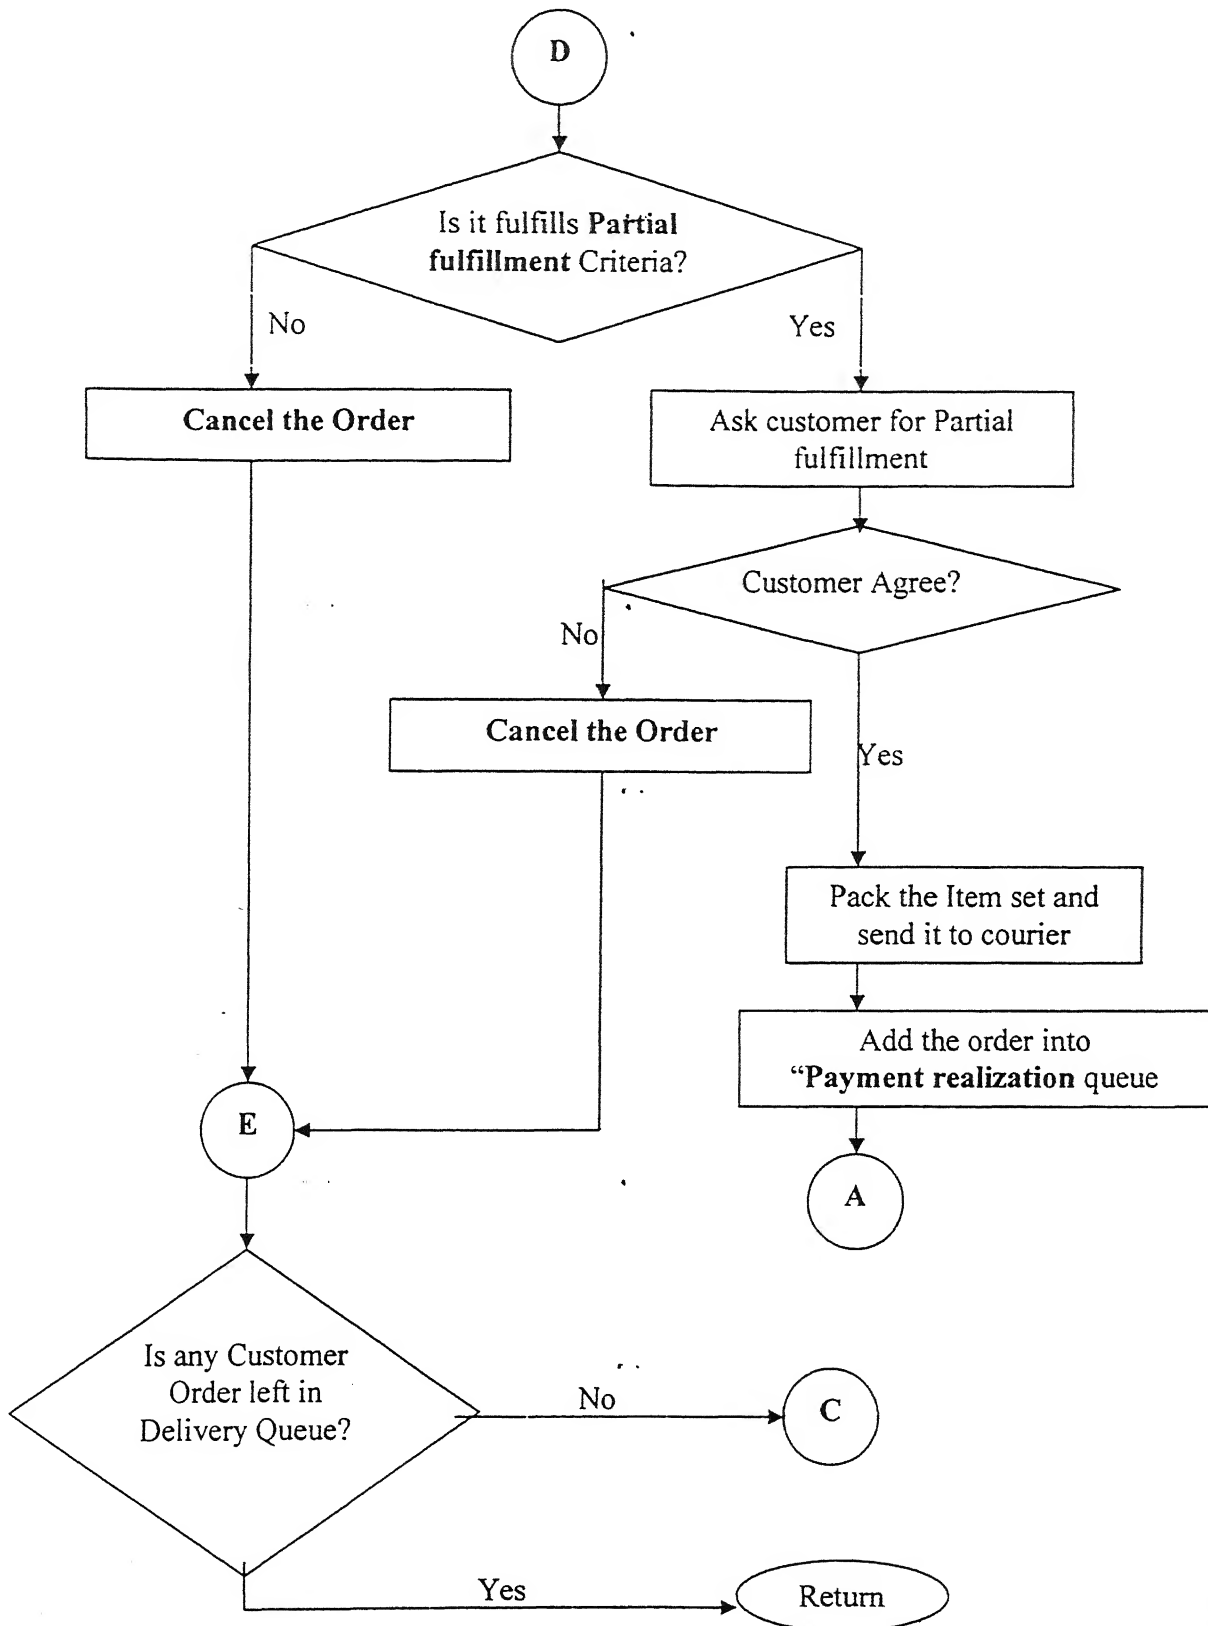 D
Is it fulfills Partial
fulfillment Criteria?
No
Yes
Cancel the Order
Ask customer for Partial
fulfillment
Customer Agree?
No
Cancel the Order
Yes
Pack the Item set and
send it to courier
Add the order into
“Payment realization queue
E
A
Is any Customer
Order left in
Delivery Queue?
No
C
Yes
Return